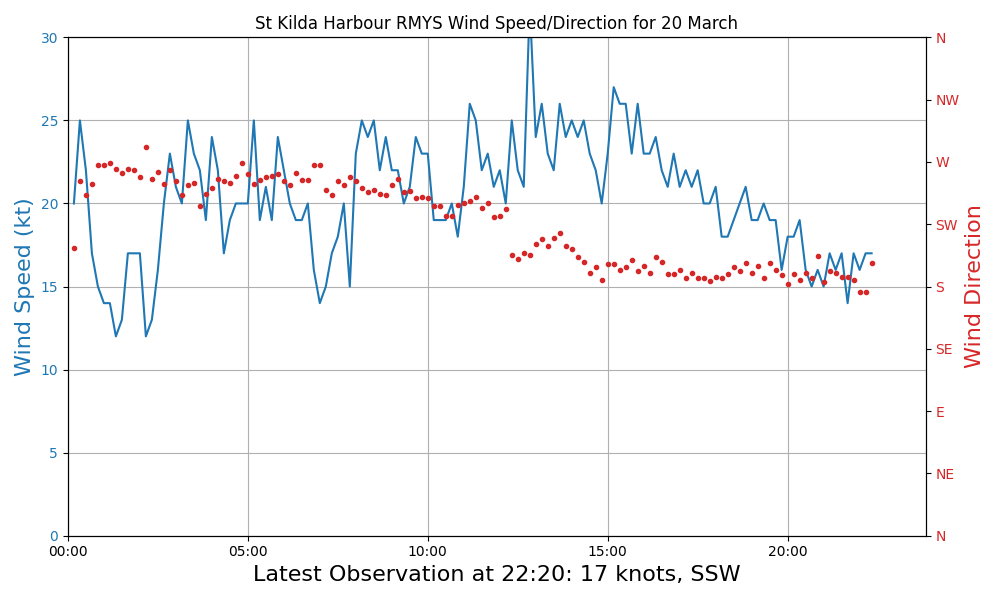 St Kilda Harbour RMYS Wind Speed/Direction for 20 March
Wind Speed (kt)
30
25
20
15
10
5
0
N
NW
W
SW
S
SE
E
NE
N
Wind Direction
00:00 05:00 10:00 15:00 20:00
Latest Observation at 22:20: 17 knots, SSW